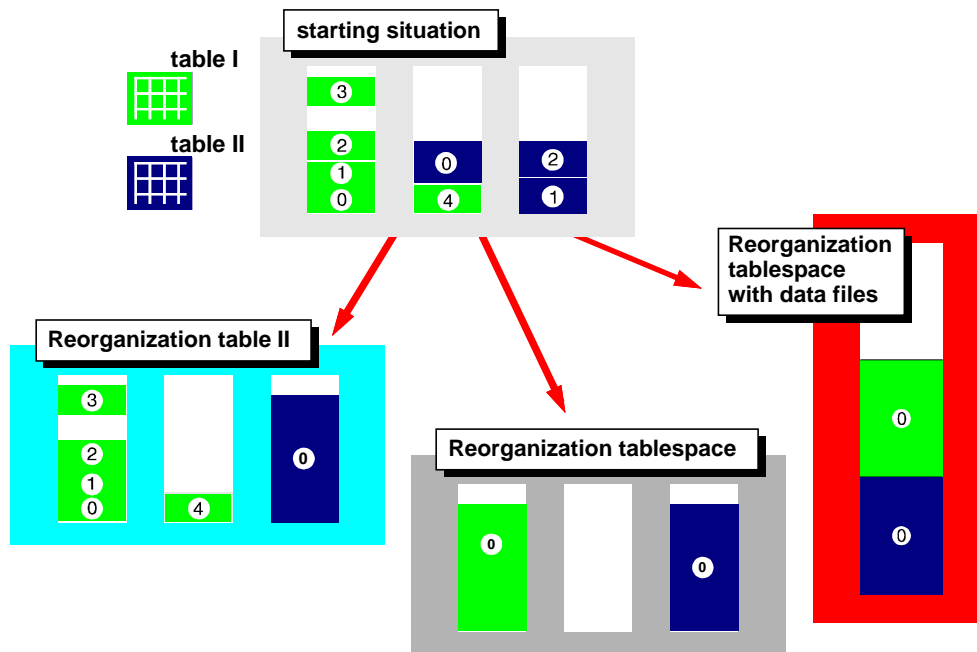 starting situation
table I
table II
3
2
1
0
0
4
2
1
Reorganization
tablespace
with data files
0
0
Reorganization table II
3
2
1
0
4
0
Reorganization tablespace
0
0